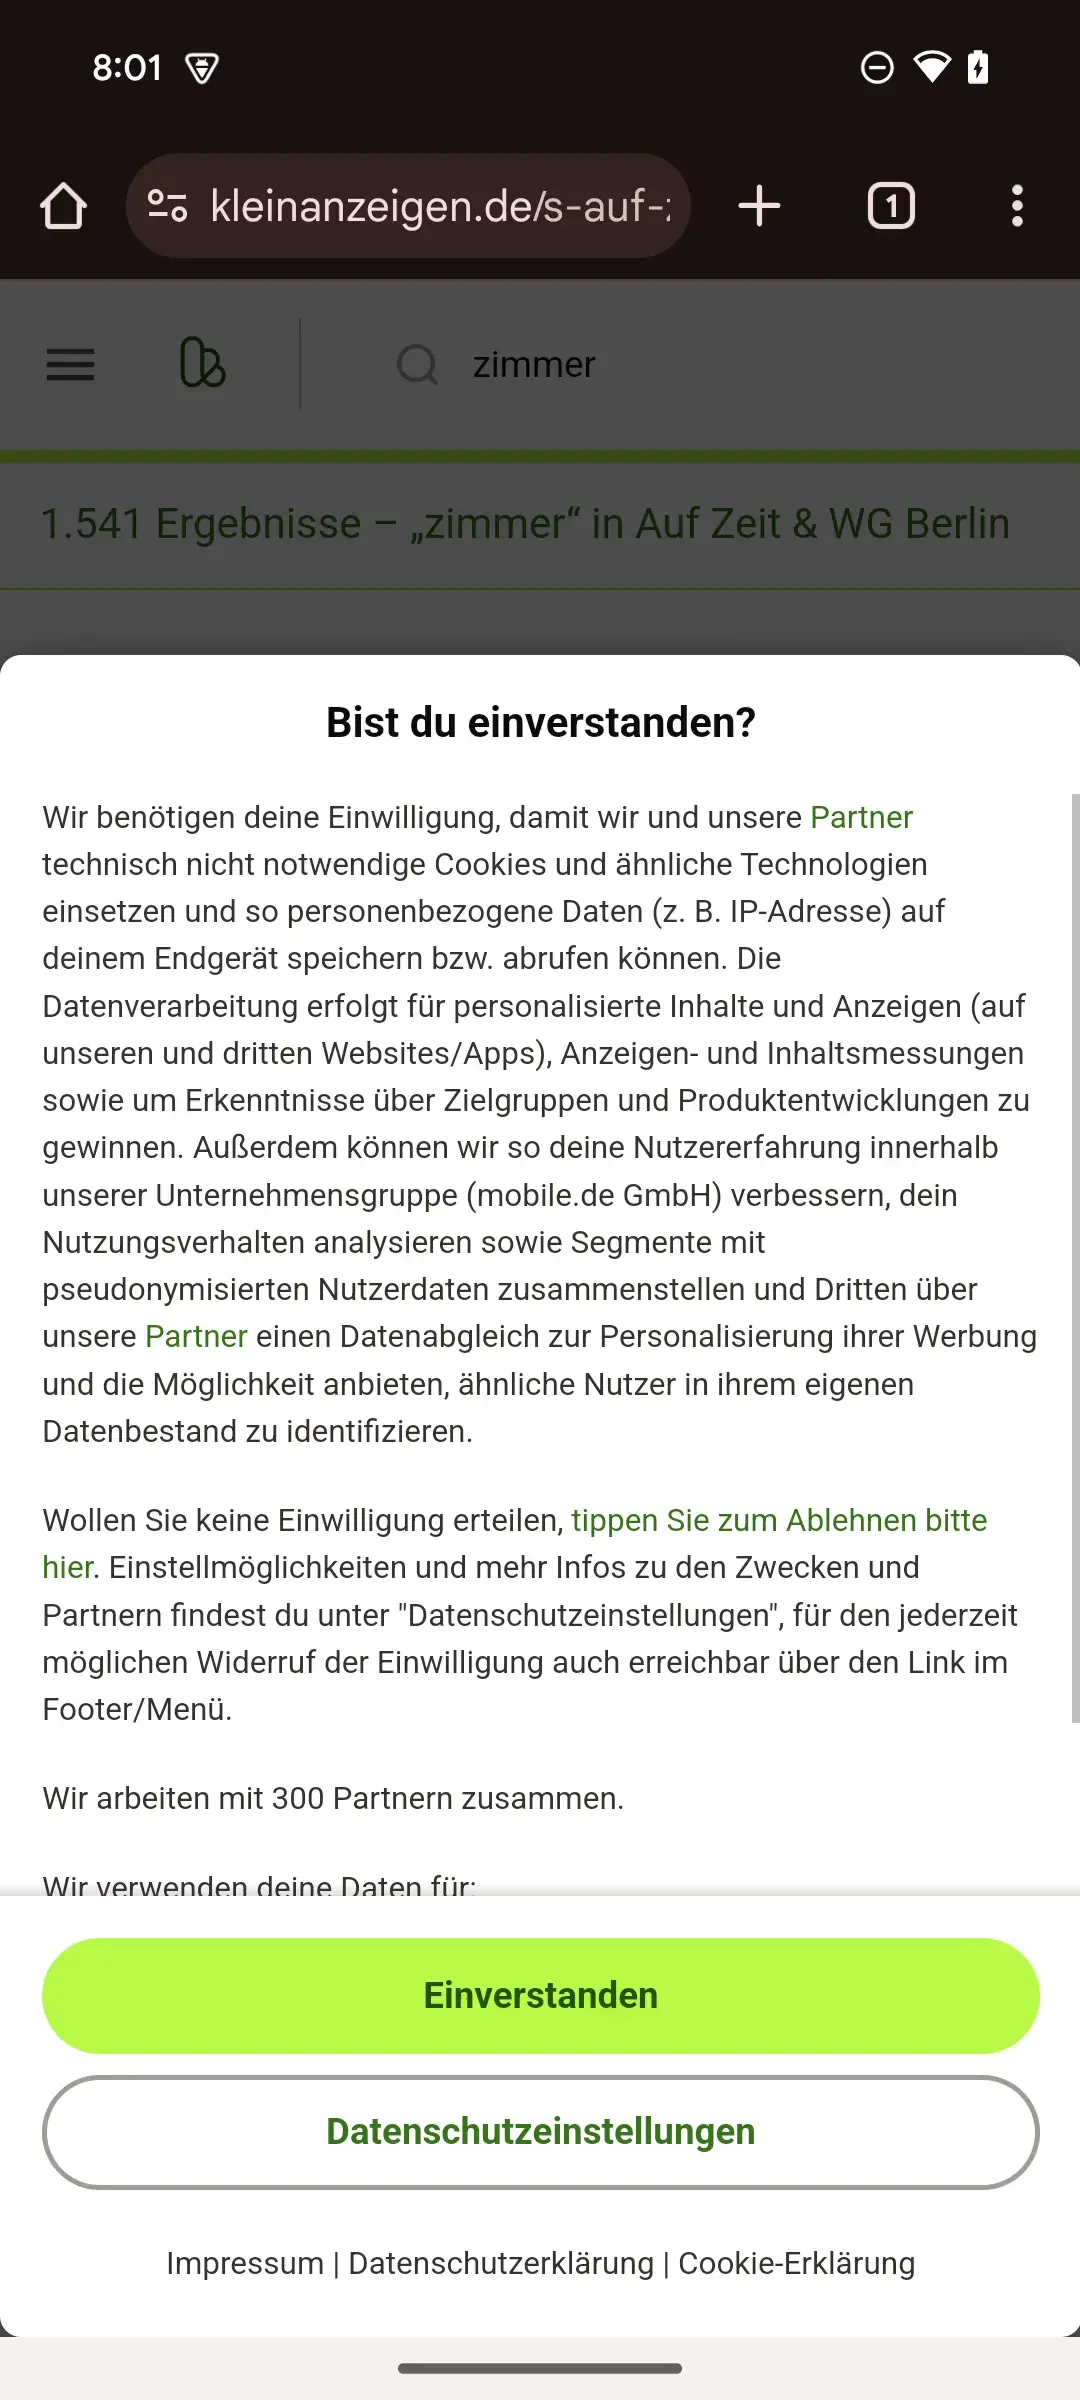 8:01
kleinanzeigen.de/s-auf-
1
zimmer
1.541 Ergebnisse – „zimmer“ in Auf Zeit & WG Berlin
Bist du einverstanden?
Wir benötigen deine Einwilligung, damit wir und unsere Partner
technisch nicht notwendige Cookies und ähnliche Technologien
einsetzen und so personenbezogene Daten (z. B. IP-Adresse) auf
deinem Endgerät speichern bzw. abrufen können. Die
Datenverarbeitung erfolgt für personalisierte Inhalte und Anzeigen (auf
unseren und dritten Websites/Apps), Anzeigen- und Inhaltsmessungen
sowie um Erkenntnisse über Zielgruppen und Produktentwicklungen zu
gewinnen. Außerdem können wir so deine Nutzererfahrung innerhalb
unserer Unternehmensgruppe (mobile.de GmbH) verbessern, dein
Nutzungsverhalten analysieren sowie Segmente mit
pseudonymisierten Nutzerdaten zusammenstellen und Dritten über
unsere Partner einen Datenabgleich zur Personalisierung ihrer Werbung
und die Möglichkeit anbieten, ähnliche Nutzer in ihrem eigenen
Datenbestand zu identifizieren.
Wollen Sie keine Einwilligung erteilen, tippen Sie zum Ablehnen bitte
hier. Einstellmöglichkeiten und mehr Infos zu den Zwecken und
Partnern findest du unter "Datenschutzeinstellungen", für den jederzeit
möglichen Widerruf der Einwilligung auch erreichbar über den Link im
Footer/Menü.
Wir arbeiten mit 300 Partnern zusammen.
Wir verwenden deine Daten für:
Einverstanden
Datenschutzeinstellungen
Impressum | Datenschutzerklärung | Cookie-Erklärung